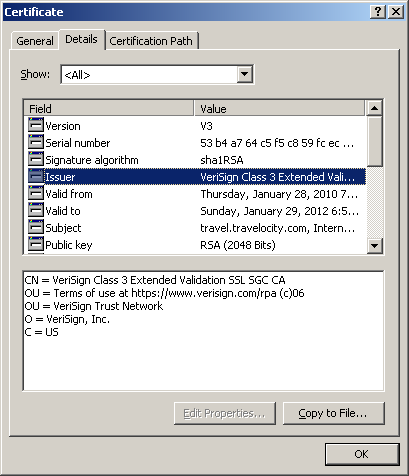 Certificate
General Details Certification Path
Show: <All>
Field Value
Version V3
Serial number 53 b4 a7 64 c5 f5 c8 59 fc ec ...
Signature algorithm sha1RSA
Issuer VeriSign Class 3 Extended Vali...
Valid from Thursday, January 28, 2010 7...
Valid to Sunday, January 29, 2012 6:5...
Subject travel.travelocity.com, Intern...
Public key RSA (2048 Bits)
CN = VeriSign Class 3 Extended Validation SSL SGC CA
OU = Terms of use at https://www.verisign.com/rpa (c)06
OU = VeriSign Trust Network
O = VeriSign, Inc.
C = US
Edit Properties... Copy to File...
OK